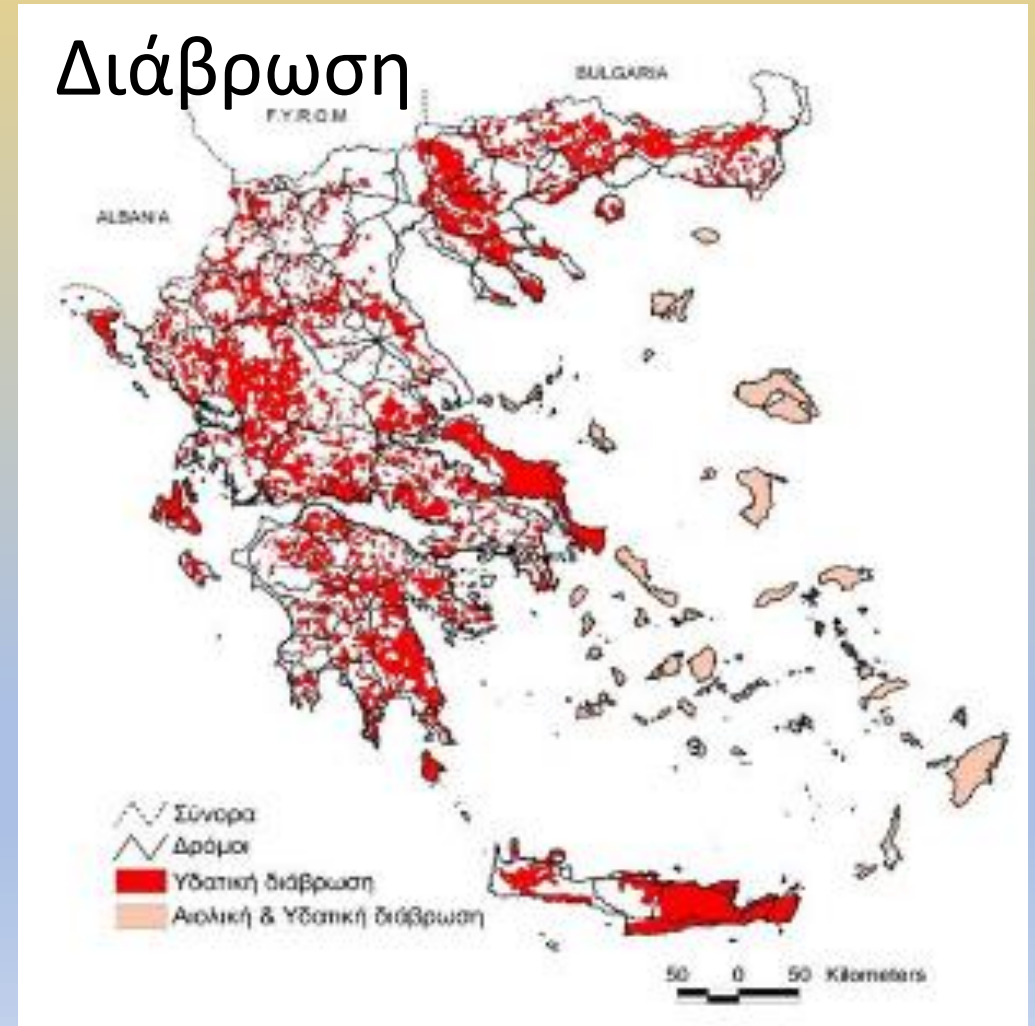 Διάβρωση
BULGARIA
F.Y.R.O.M
ALBANIA
Σύνορα
Δρόμοι
Υδατική διάβρωση
Αιολική & Υδατική διάβρωση
50 0 50 Kilometers